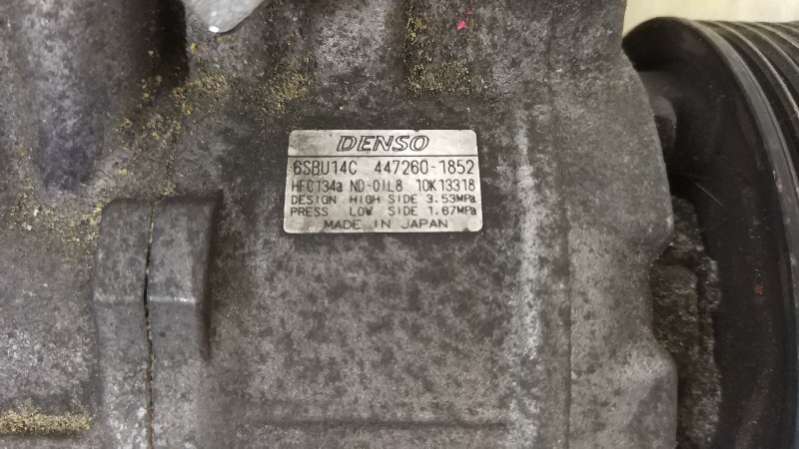 DENSO
6SBU14C 447260-1852
HFC134a ND-OIL8 10K13318
DESIGN HIGH SIDE 3.53MPa
PRESS LOW SIDE 1.67MPa
MADE IN JAPAN